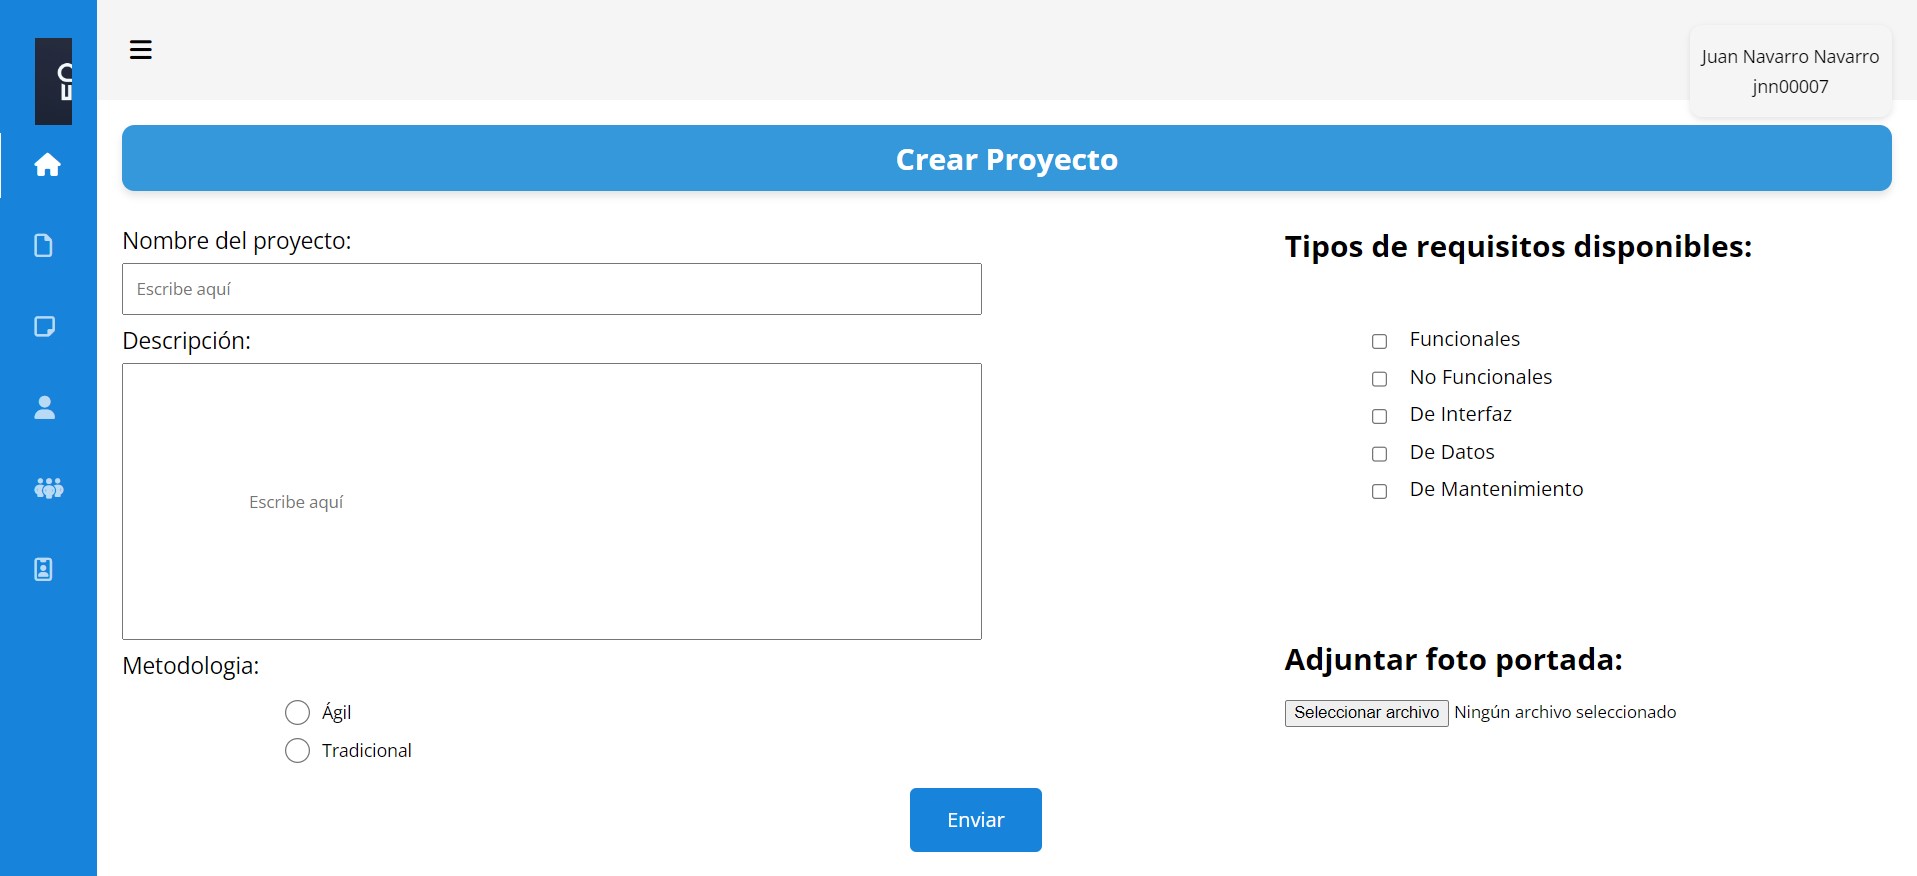 Juan Navarro Navarro
jnn00007
Crear Proyecto
Nombre del proyecto:
Escribe aquí
Descripción:
Escribe aquí
Metodologia:
Ágil
Tradicional
Tipos de requisitos disponibles:
Funcionales
No Funcionales
De Interfaz
De Datos
De Mantenimiento
Adjuntar foto portada:
Seleccionar archivo Ningún archivo seleccionado
Enviar